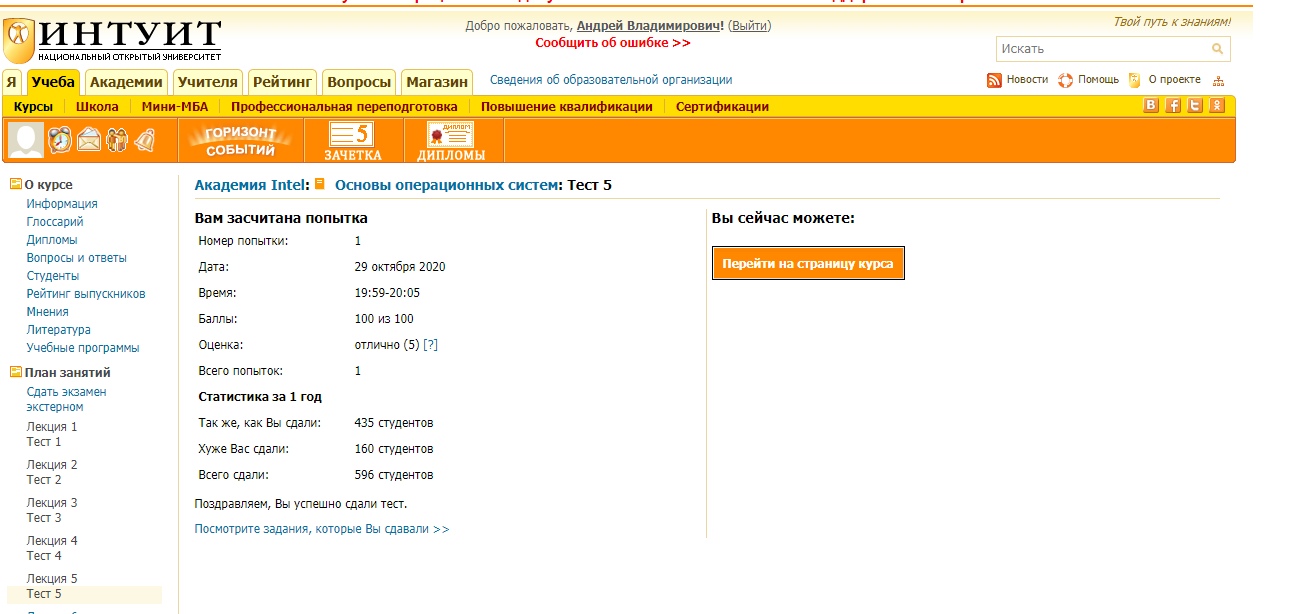 ИНТУИТ
НАЦИОНАЛЬНЫЙ ОТКРЫТЫЙ УНИВЕРСИТЕТ
Добро пожаловать, Андрей Владимирович! (Выйти)
Сообщить об ошибке >>
Твой путь к знаниям!
Искать
Я Учеба Академии Учителя Рейтинг Вопросы Магазин Сведения об образовательной организации
Новости Помощь О проекте
Курсы Школа Мини-МБА Профессиональная переподготовка Повышение квалификации Сертификации
ГОРИЗОНТ
СОБЫТИЙ
5
ЗАЧЕТКА
ДИПЛОМ
ДИПЛОМЫ
О курсе
Информация
Глоссарий
Дипломы
Вопросы и ответы
Студенты
Рейтинг выпускников
Мнения
Литература
Учебные программы
План занятий
Сдать экзамен
экстерном
Лекция 1
Тест 1
Лекция 2
Тест 2
Лекция 3
Тест 3
Лекция 4
Тест 4
Лекция 5
Тест 5
Академия Intel: Основы операционных систем: Тест 5
Вам засчитана попытка
Номер попытки: 1
Дата: 29 октября 2020
Время: 19:59-20:05
Баллы: 100 из 100
Оценка: отлично (5) [?]
Всего попыток: 1
Статистика за 1 год
Так же, как Вы сдали: 435 студентов
Хуже Вас сдали: 160 студентов
Всего сдали: 596 студентов
Поздравляем, Вы успешно сдали тест.
Посмотрите задания, которые Вы сдавали >>
Вы сейчас можете:
Перейти на страницу курса